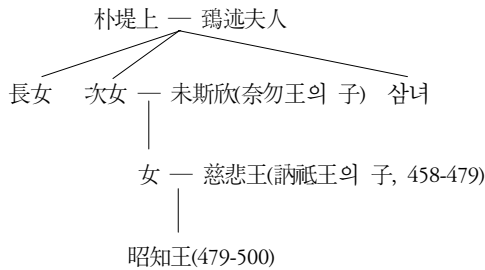 朴堤上 — 鵄述夫人
長女 次女 — 未斯欣(奈勿王의 子) 삼녀
女 — 慈悲王(訥祗王의 子, 458-479)
昭知王(479-500)